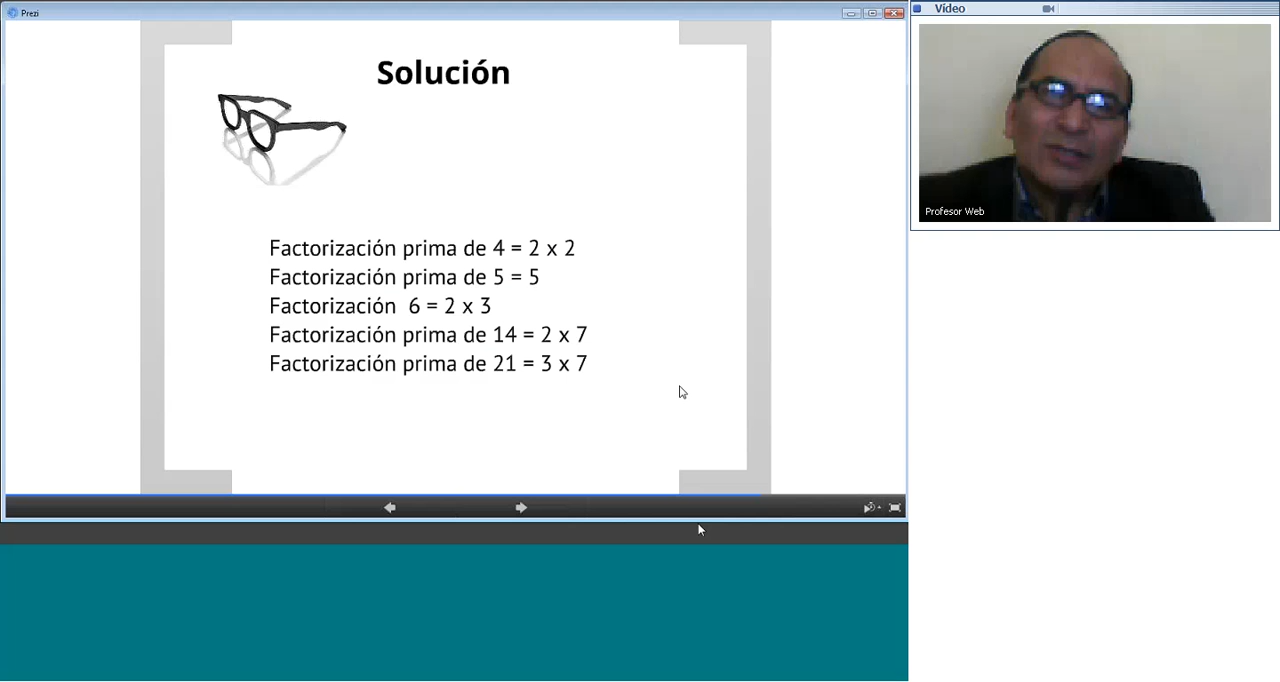 Prezi
Solución
Factorización prima de 4 = 2 x 2
Factorización prima de 5 = 5
Factorización  6 = 2 x 3
Factorización prima de 14 = 2 x 7
Factorización prima de 21 = 3 x 7
Vídeo
Profesor Web